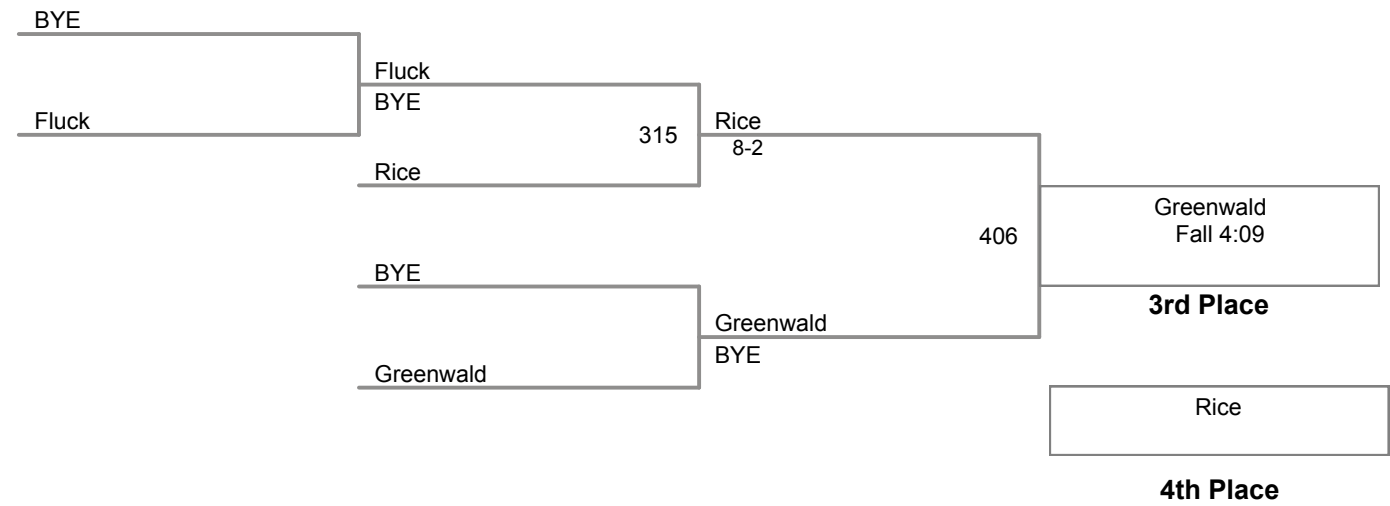 BYE
Fluck
Fluck
BYE
315
Rice
8-2
Rice
406
Greenwald
Fall 4:09
BYE
3rd Place
Greenwald
BYE
Greenwald
Rice
4th Place